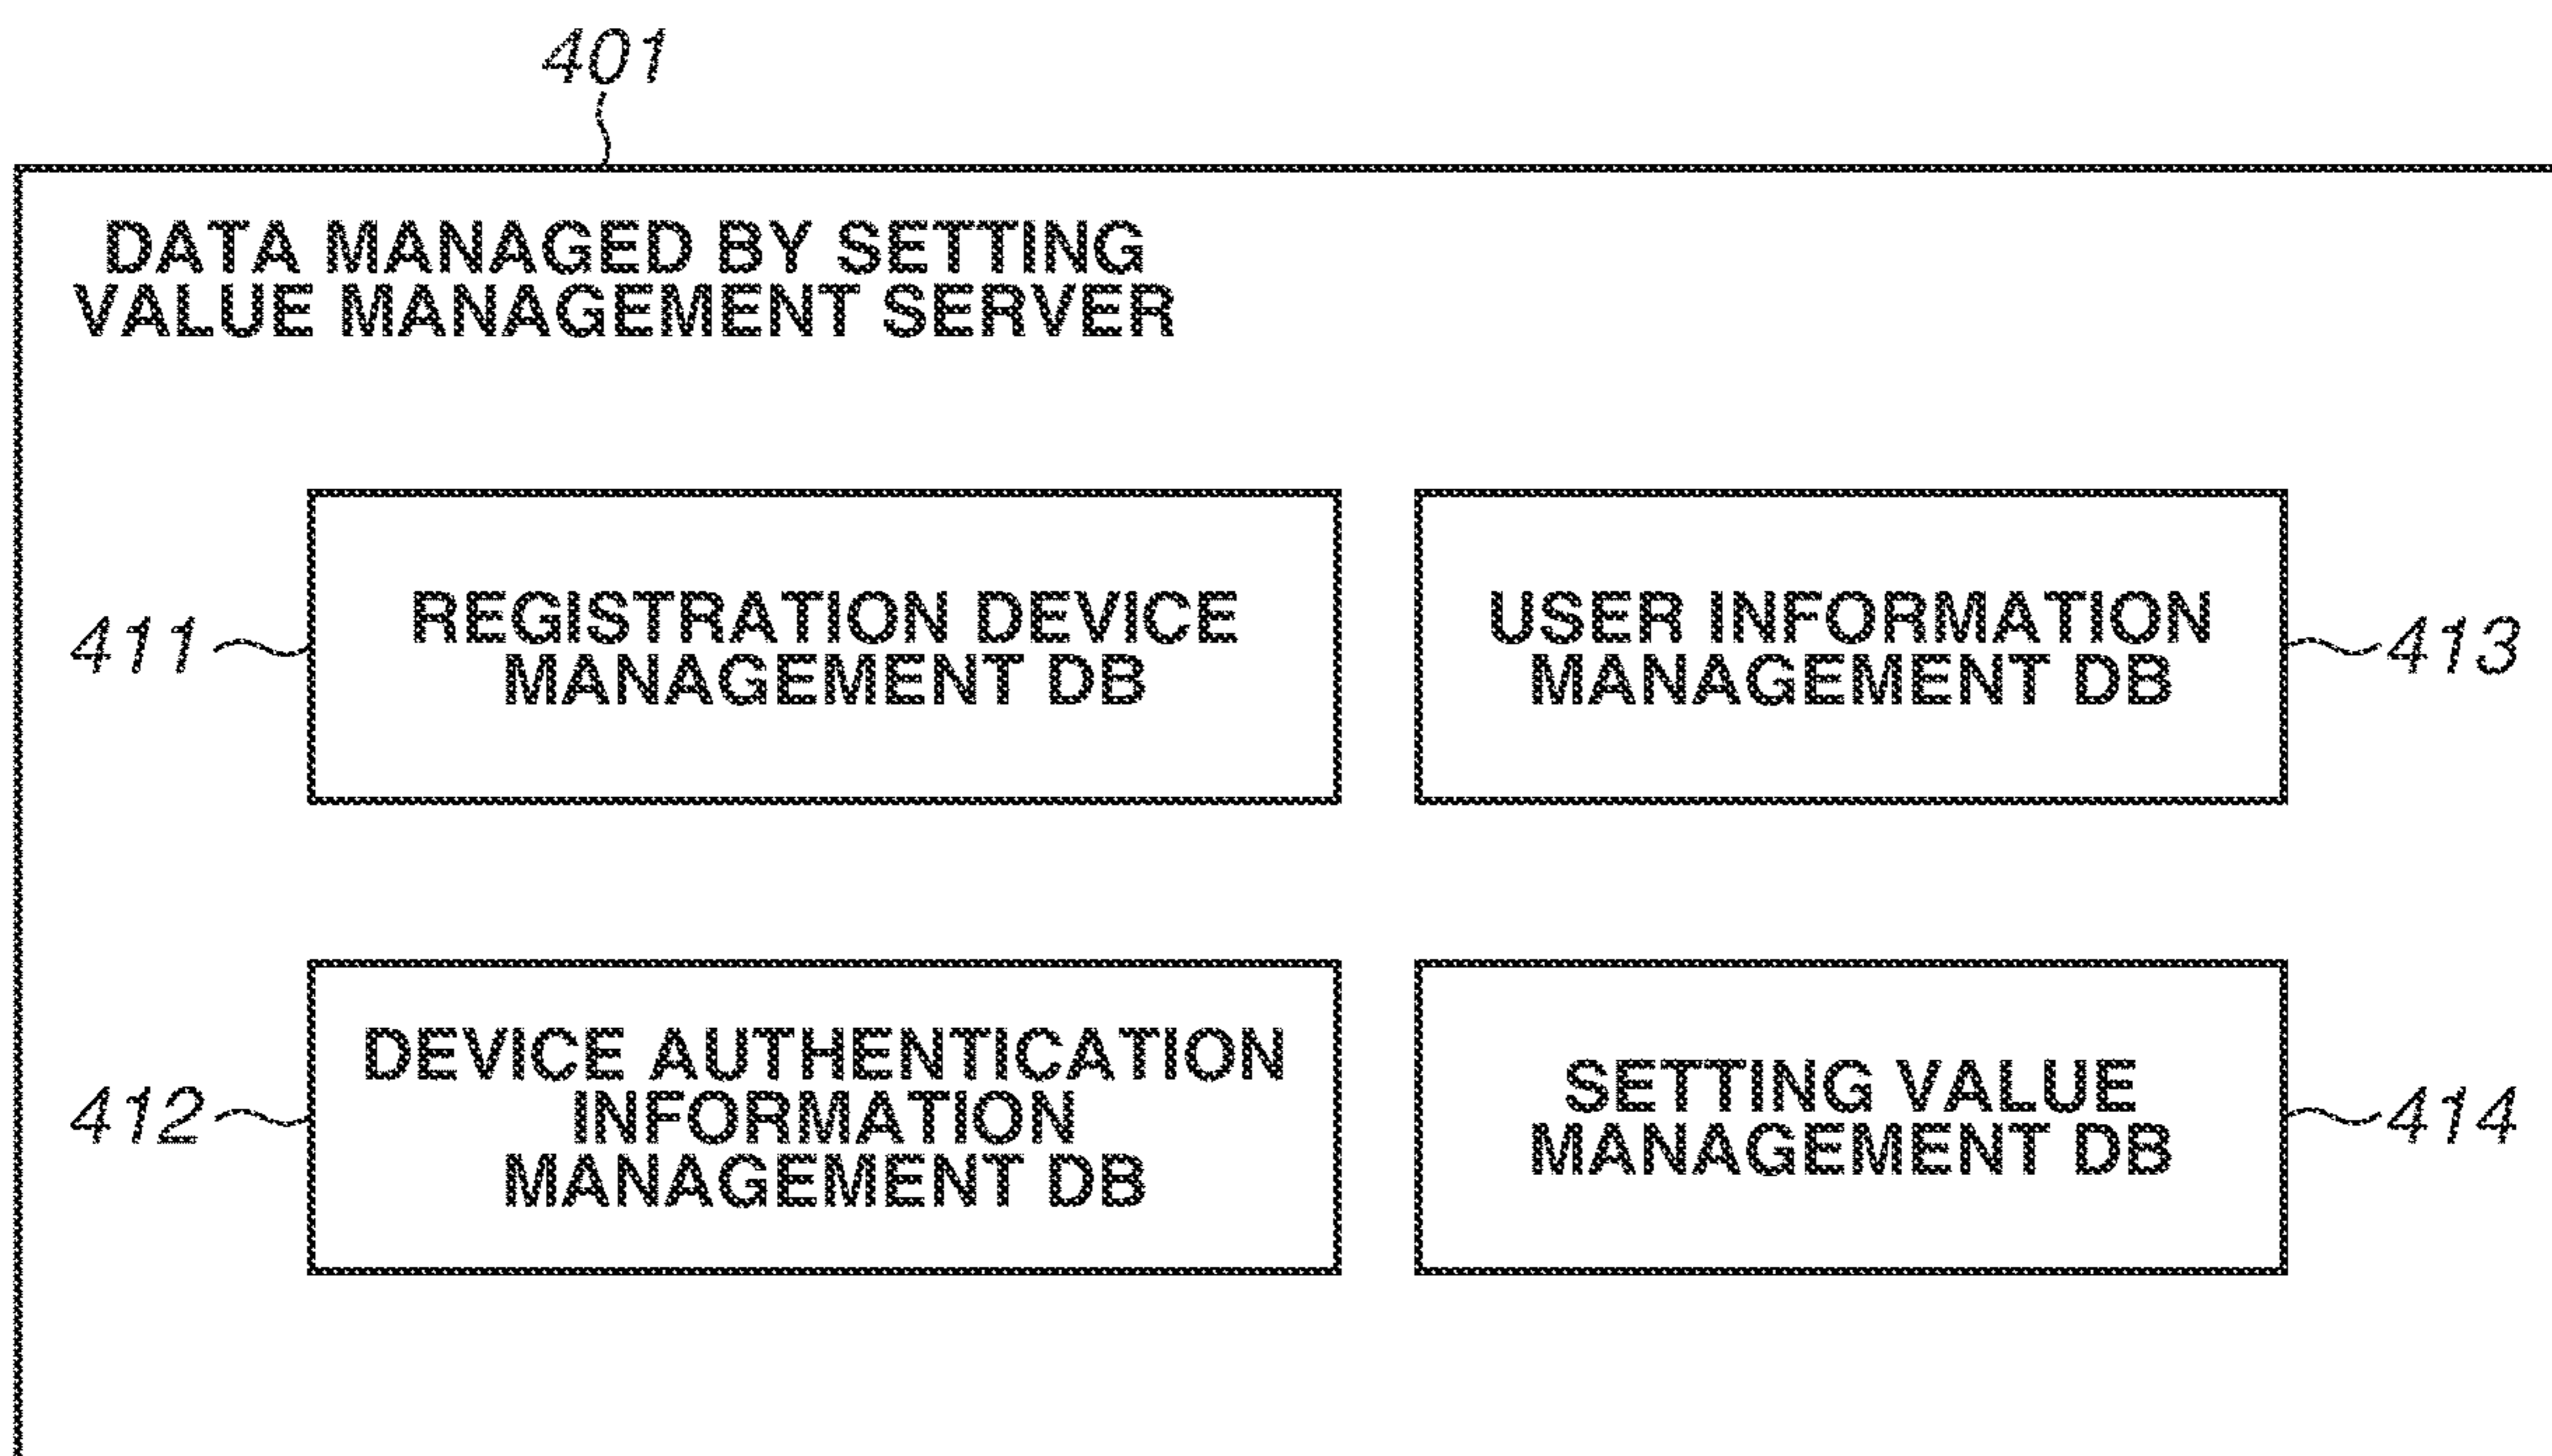 401
DATA MANAGED BY SETTING
VALUE MANAGEMENT SERVER
411
REGISTRATION DEVICE
MANAGEMENT DB
USER INFORMATION
MANAGEMENT DB
413
412
DEVICE AUTHENTICATION
INFORMATION
MANAGEMENT DB
SETTING VALUE
MANAGEMENT DB
414